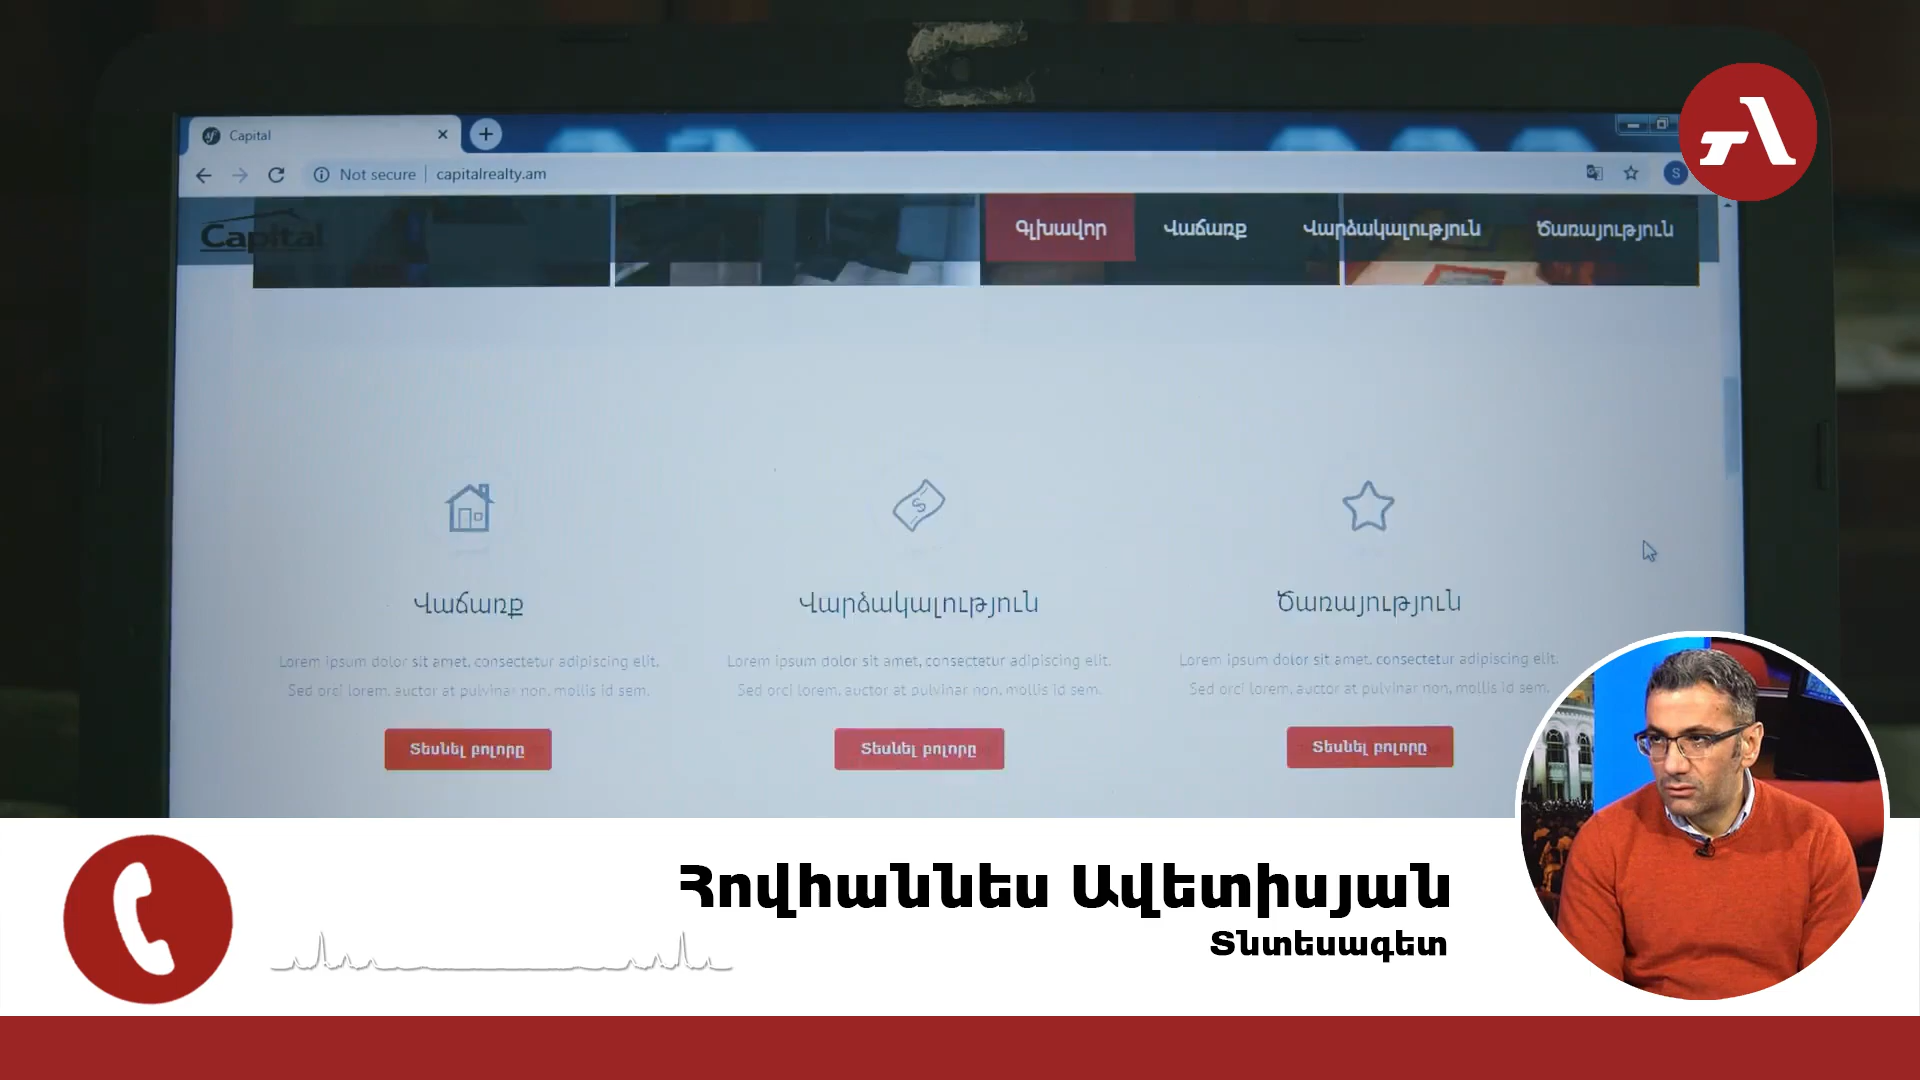 Capital
Not secure
capitalrealty.am
S
Capital
Գլխավոր
Վաճառք
Վարձակալություն
Ծառայություն
Վաճառք
Վարձակալություն
Ծառայություն
Lorem ipsum dolor sit amet, consectetur adipiscing elit.
Sed orci lorem, auctor at pulvinar non, mollis id sem.
Lorem ipsum dolor sit amet, consectetur adipiscing elit.
Sed orci lorem, auctor at pulvinar non, mollis id sem.
Lorem ipsum dolor sit amet, consectetur adipiscing elit.
Sed orci lorem, auctor at pulvinar non, mollis id sem.
Տեսնել բոլորը
Տեսնել բոլորը
Տեսնել բոլորը
Հովհաննես Ավետիսյան
Տնտեսագետ